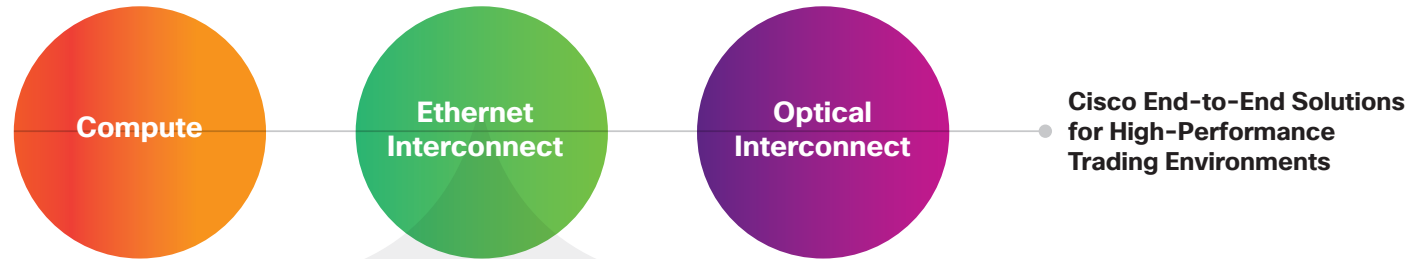 Compute
Ethernet
Interconnect
Optical
Interconnect
Cisco End-to-End Solutions
for High-Performance
Trading Environments